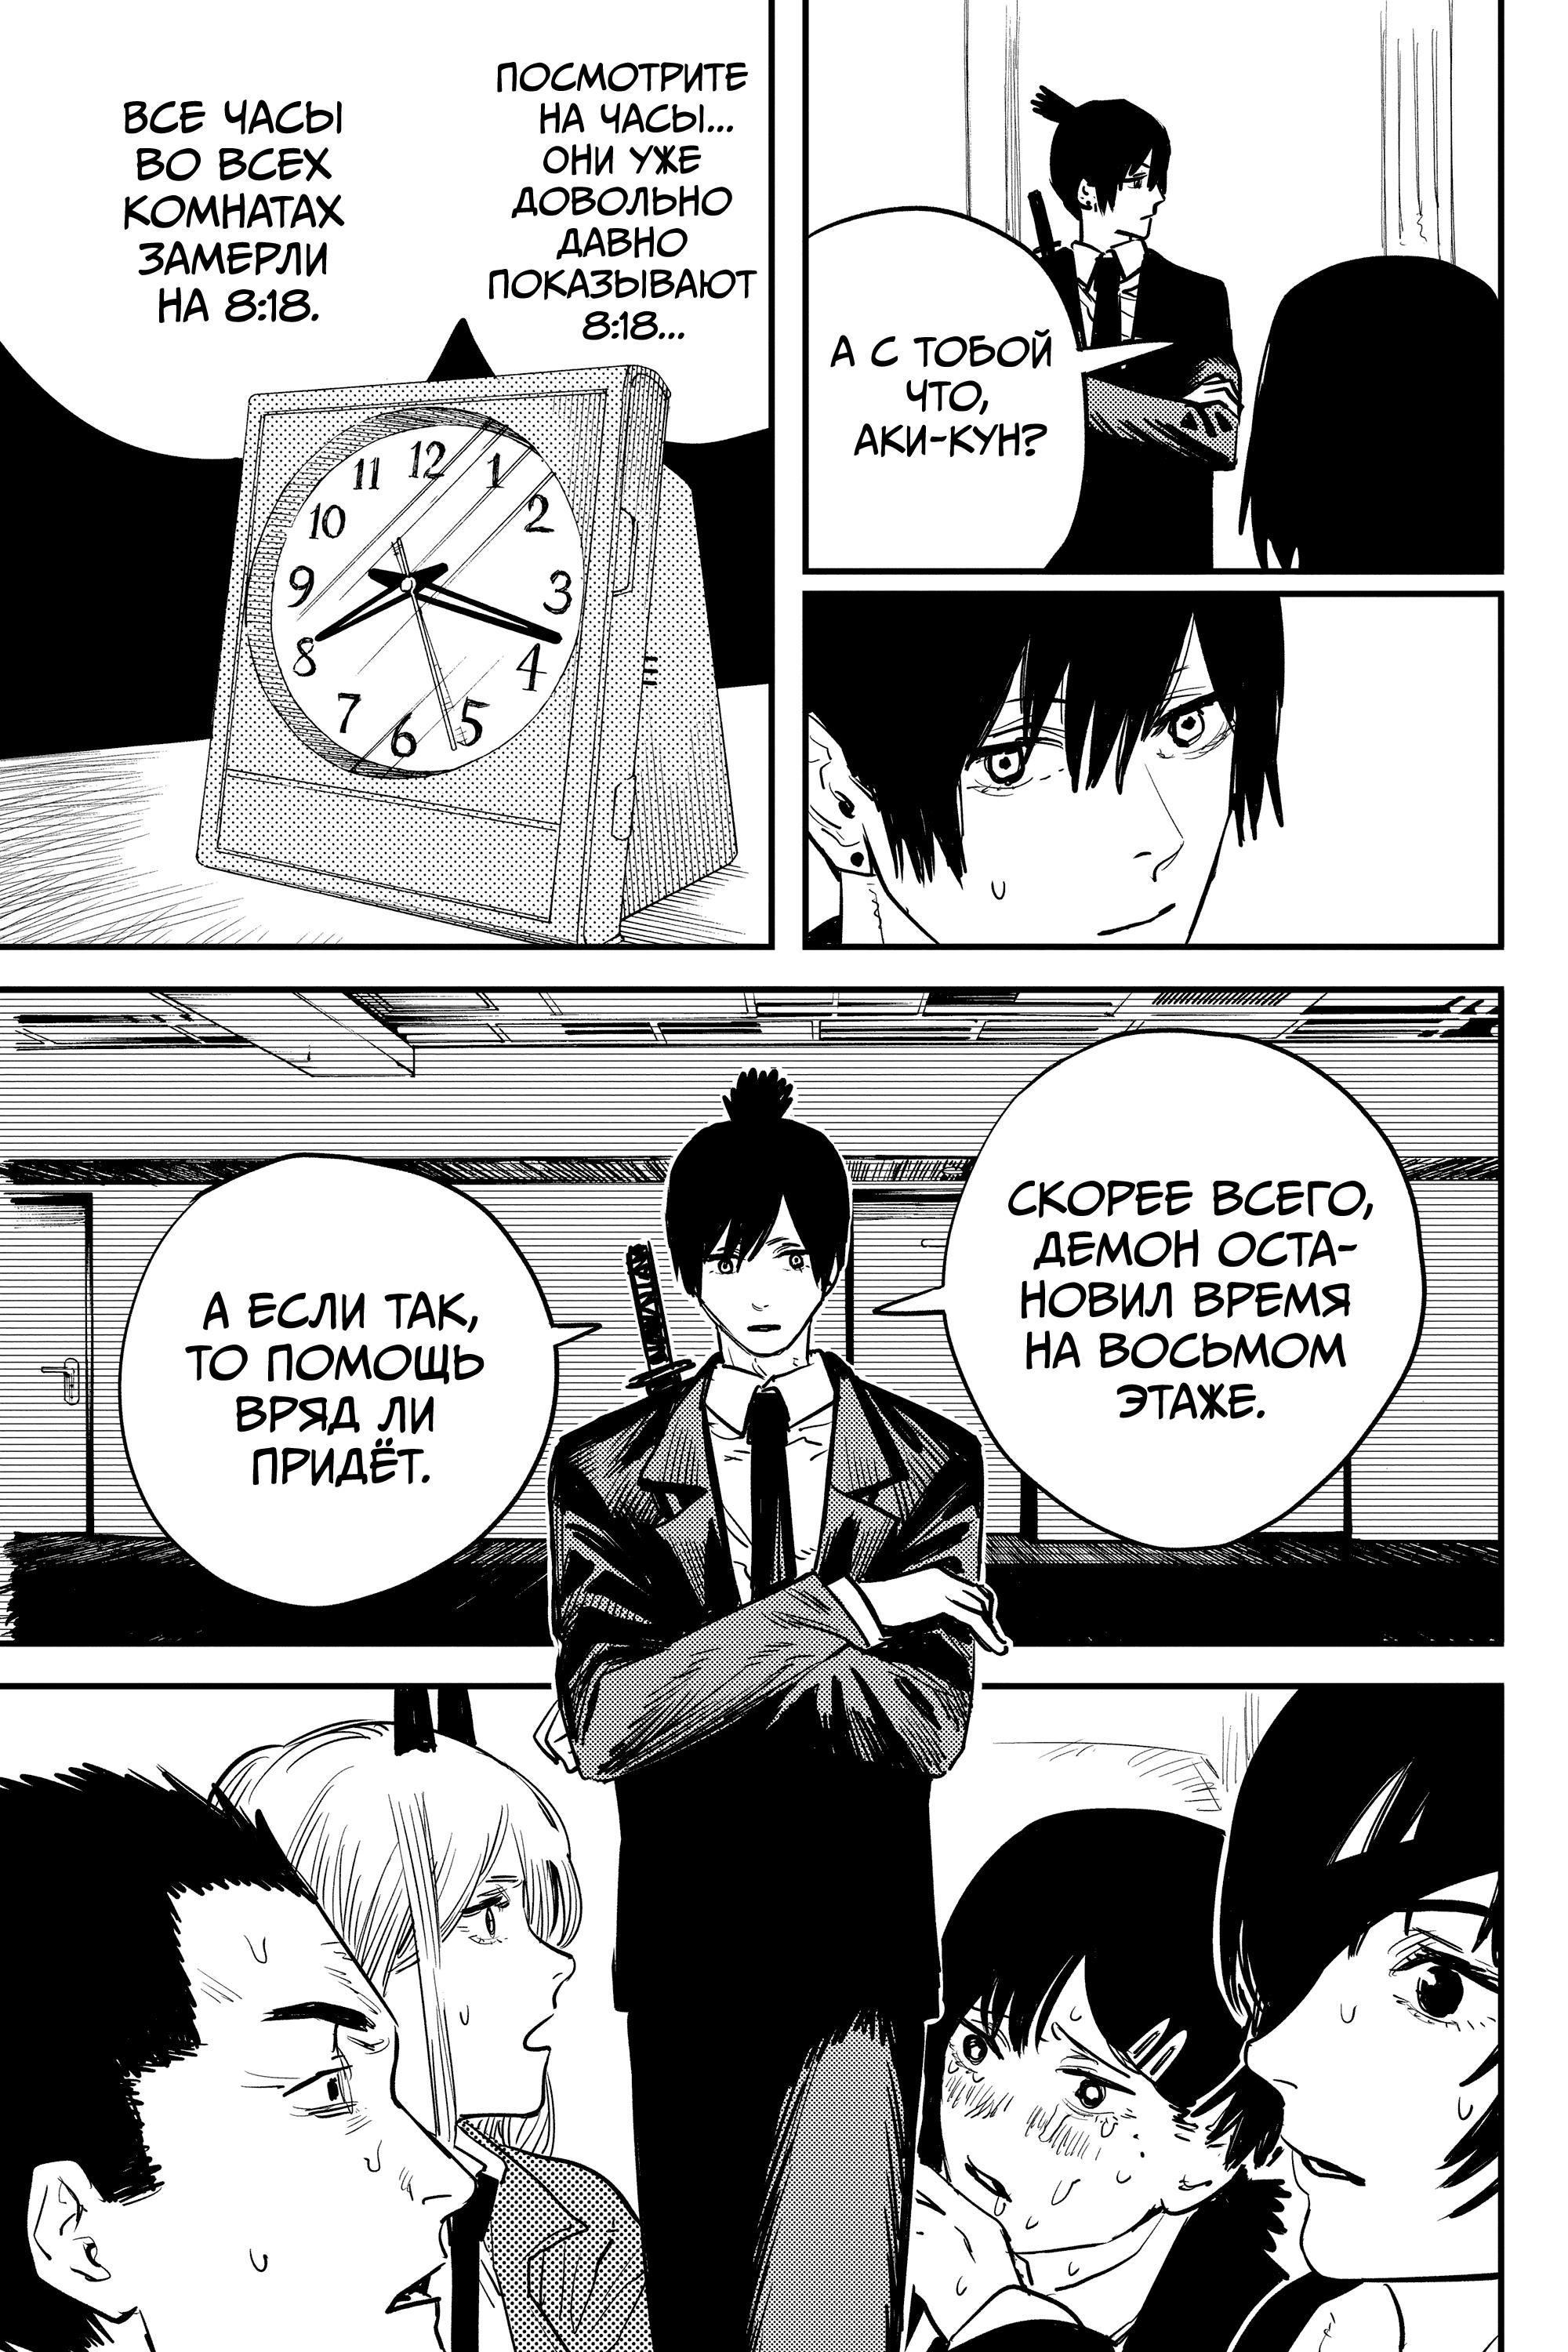 А С ТОБОЙ
ЧТО,
АКИ-КУН?
ПОСМОТРИТЕ
НА ЧАСЫ...
ОНИ УЖЕ
ДОВОЛЬНО
ДАВНО
ПОКАЗЫВАЮТ
8:18...
ВСЕ ЧАСЫ
ВО ВСЕХ
КОМНАТАХ
ЗАМЕРЛИ
НА 8:18.
12
1
2
3
4
5
6
7
8
9
10
11
E
СКОРЕЕ ВСЕГО,
ДЕМОН ОСТА-
НОВИЛ ВРЕМЯ
НА ВОСЬМОМ
ЭТАЖЕ.
А ЕСЛИ ТАК,
ТО ПОМОЩЬ
ВРЯД ЛИ
ПРИДЁТ.